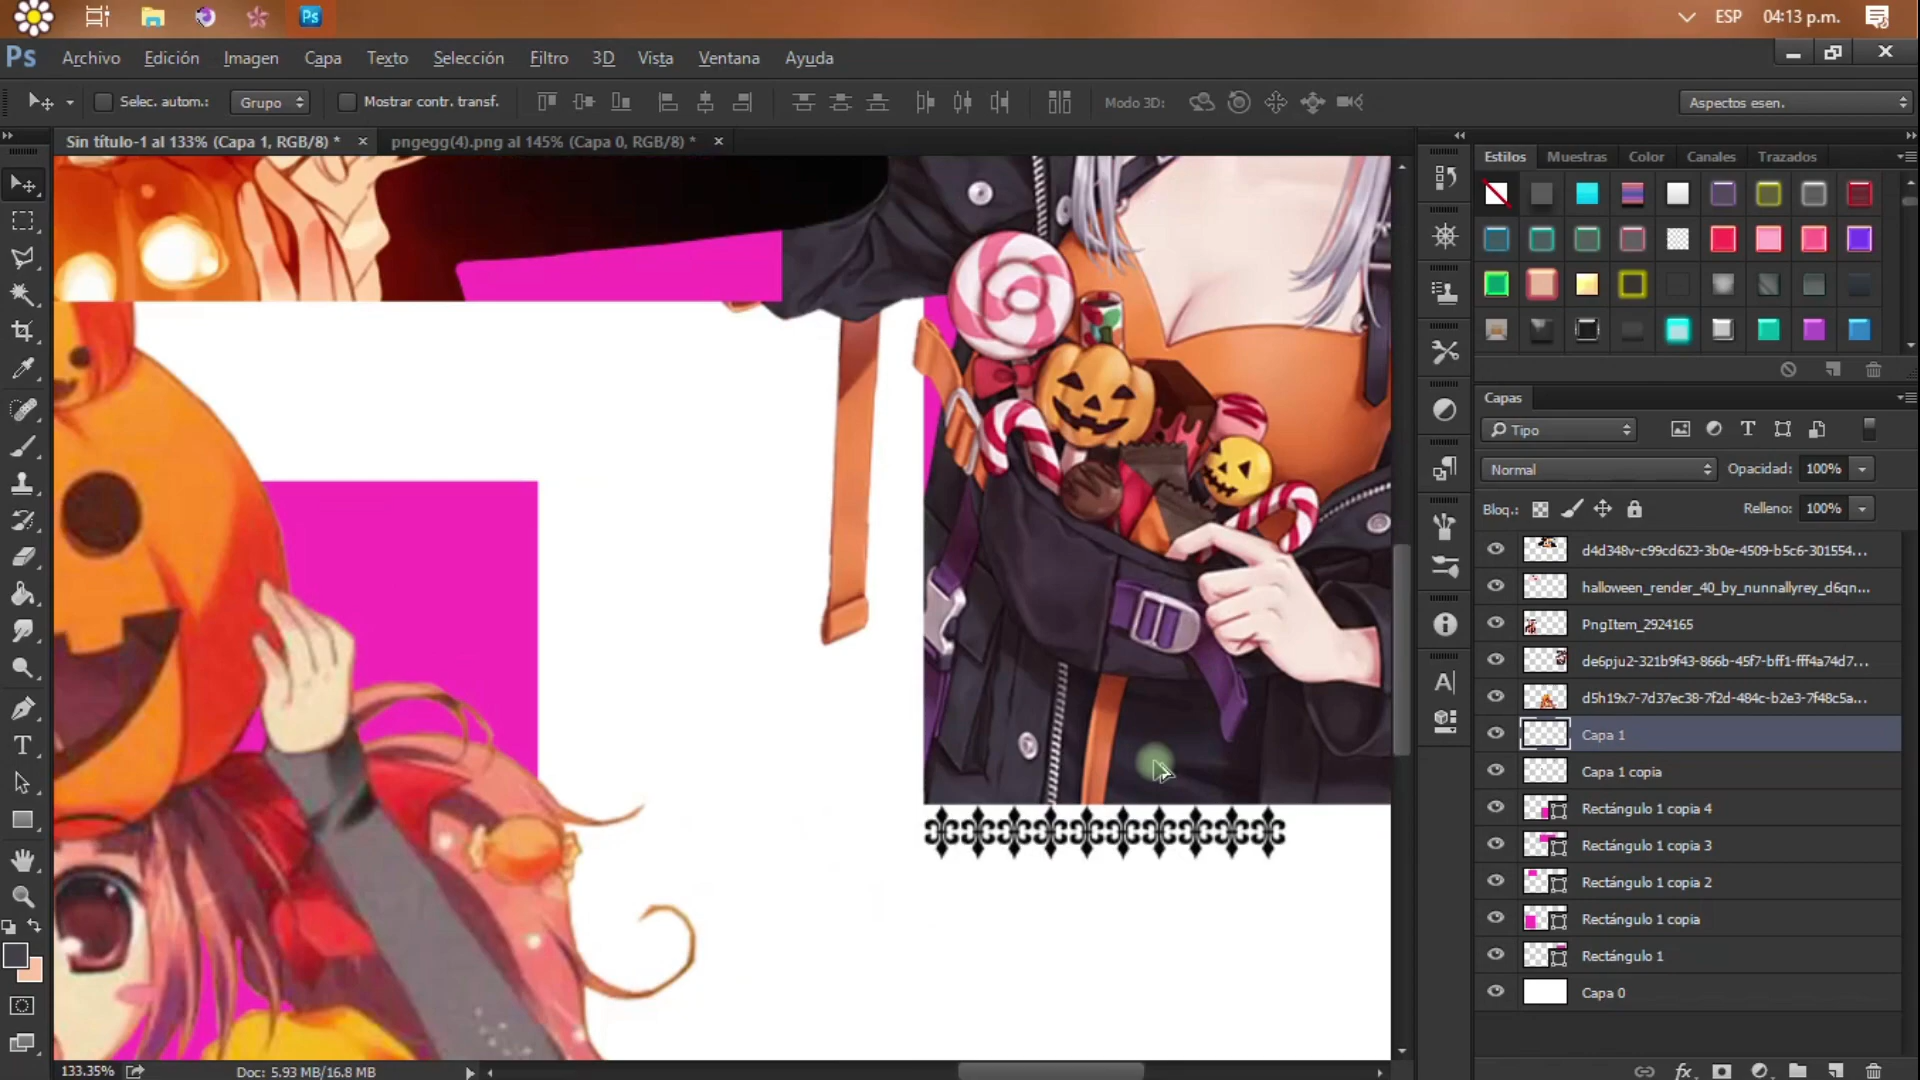 Ps
ESP 04:13 p.m.
Ps Archivo Edición Imagen Capa Texto Selección Filtro 3D Vista Ventana Ayuda
Selec. autom.: Grupo Mostrar contr. transf. Modo 3D: Aspectos esen.
Sin título-1 al 133% (Capa 1, RGB/8) * × pngegg(4).png al 145% (Capa 0, RGB/8) * ×
Estilos Muestras Color Canales Trazados
Capas
Tipo
Normal Opacidad: 100%
Bloq.: Relleno: 100%
d4d348v-c99cd623-3b0e-4509-b5c6-301554...
halloween_render_40_by_nunnallyrey_d6qn...
PngItem_2924165
de6pju2-321b9f43-866b-45f7-bff1-fff4a74d7...
d5h19x7-7d37ec38-7f2d-484c-b2e3-7f48c5a...
Capa 1
Capa 1 copia
Rectángulo 1 copia 4
Rectángulo 1 copia 3
Rectángulo 1 copia 2
Rectángulo 1 copia
Rectángulo 1
Capa 0
133.35% Doc: 5.93 MB/16.8 MB